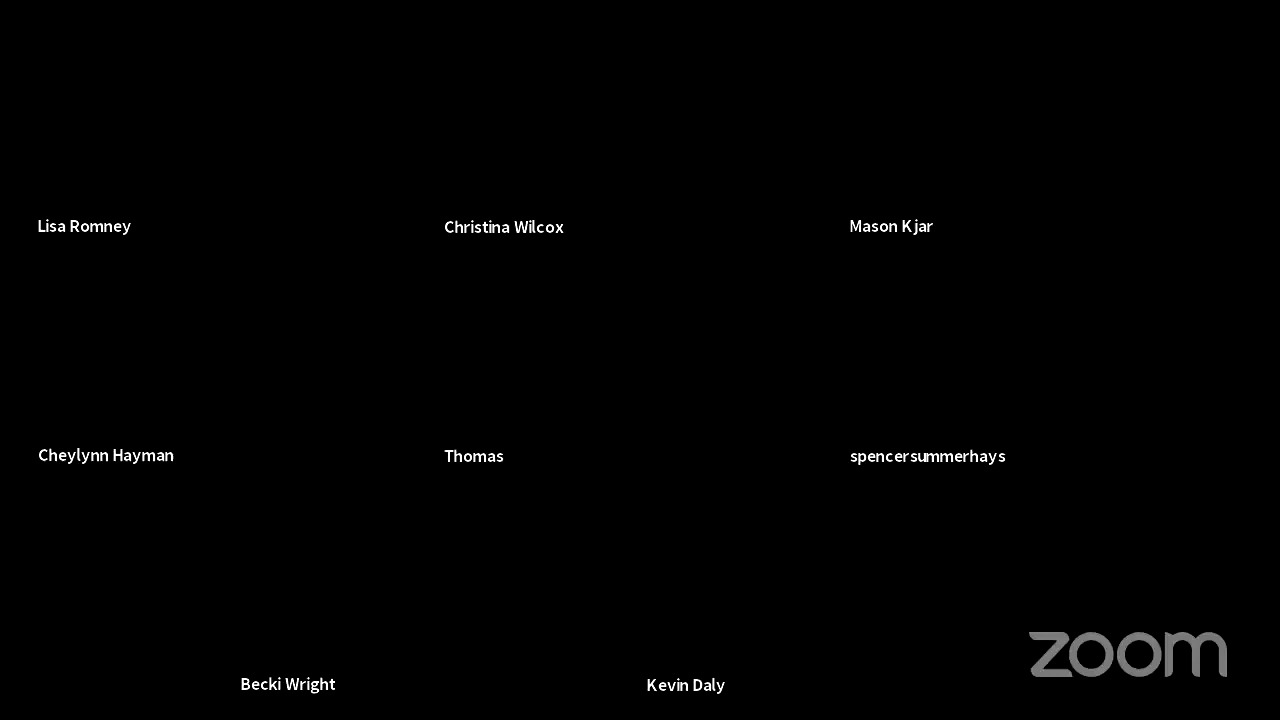 Lisa Romney
Christina Wilcox
Mason Kjar
Cheylynn Hayman
Thomas
spencersummerhays
Becki Wright
Kevin Daly
zoom